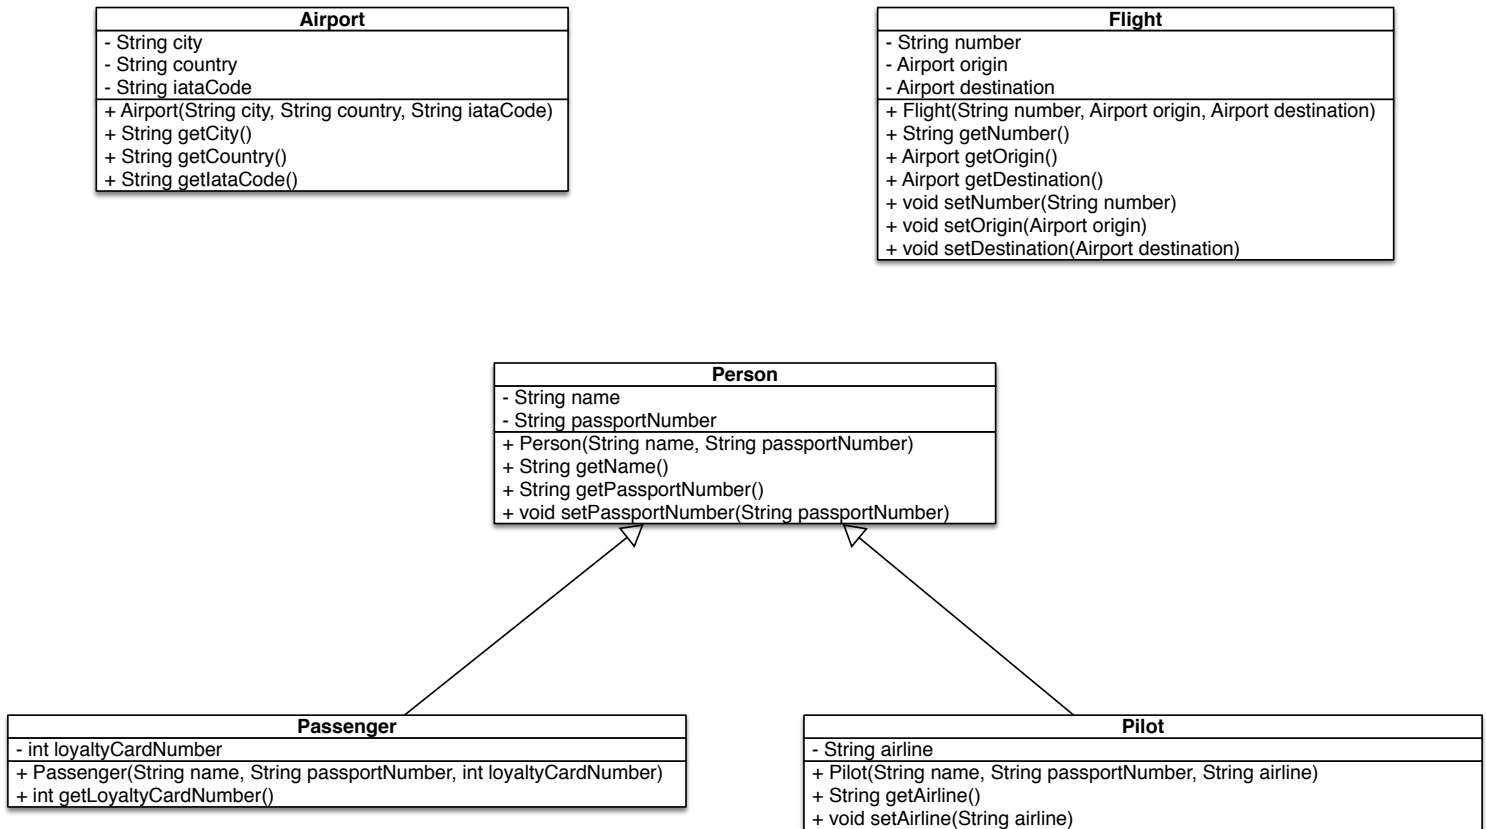 Airport
- String city
- String country
- String iataCode
+ Airport(String city, String country, String iataCode)
+ String getCity()
+ String getCountry()
+ String getIataCode()
Flight
- String number
- Airport origin
- Airport destination
+ Flight(String number, Airport origin, Airport destination)
+ String getNumber()
+ Airport getOrigin()
+ Airport getDestination()
+ void setNumber(String number)
+ void setOrigin(Airport origin)
+ void setDestination(Airport destination)
Person
- String name
- String passportNumber
+ Person(String name, String passportNumber)
+ String getName()
+ String getPassportNumber()
+ void setPassportNumber(String passportNumber)
Passenger
- int loyaltyCardNumber
+ Passenger(String name, String passportNumber, int loyaltyCardNumber)
+ int getLoyaltyCardNumber()
Pilot
- String airline
+ Pilot(String name, String passportNumber, String airline)
+ String getAirline()
+ void setAirline(String airline)